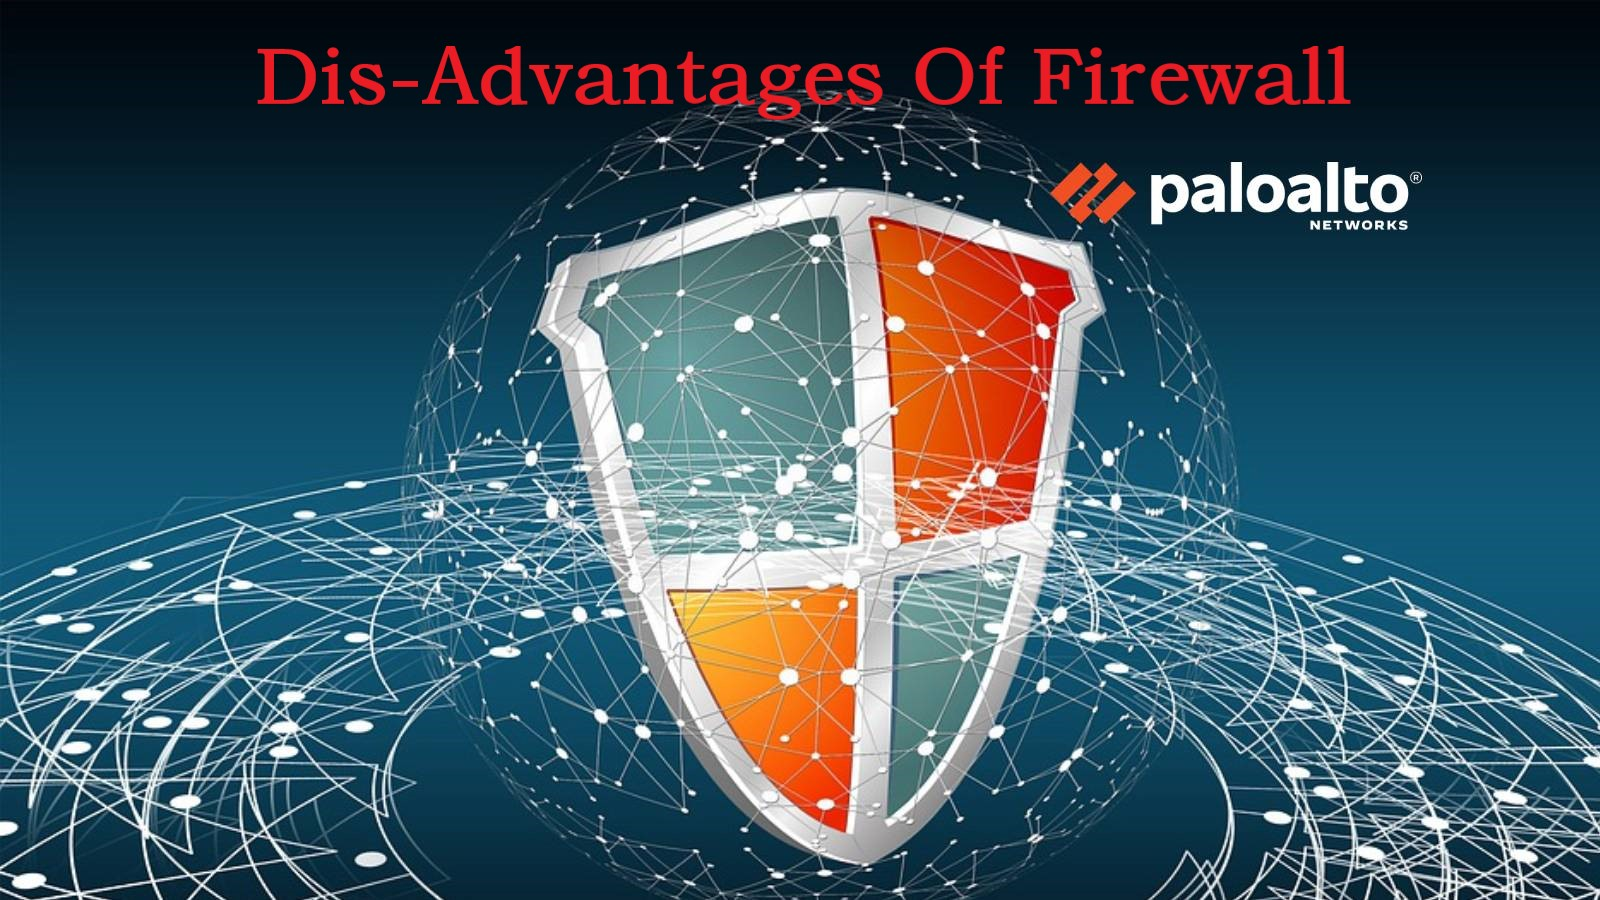 Dis-Advantages Of Firewall
paloalto®
NETWORKS